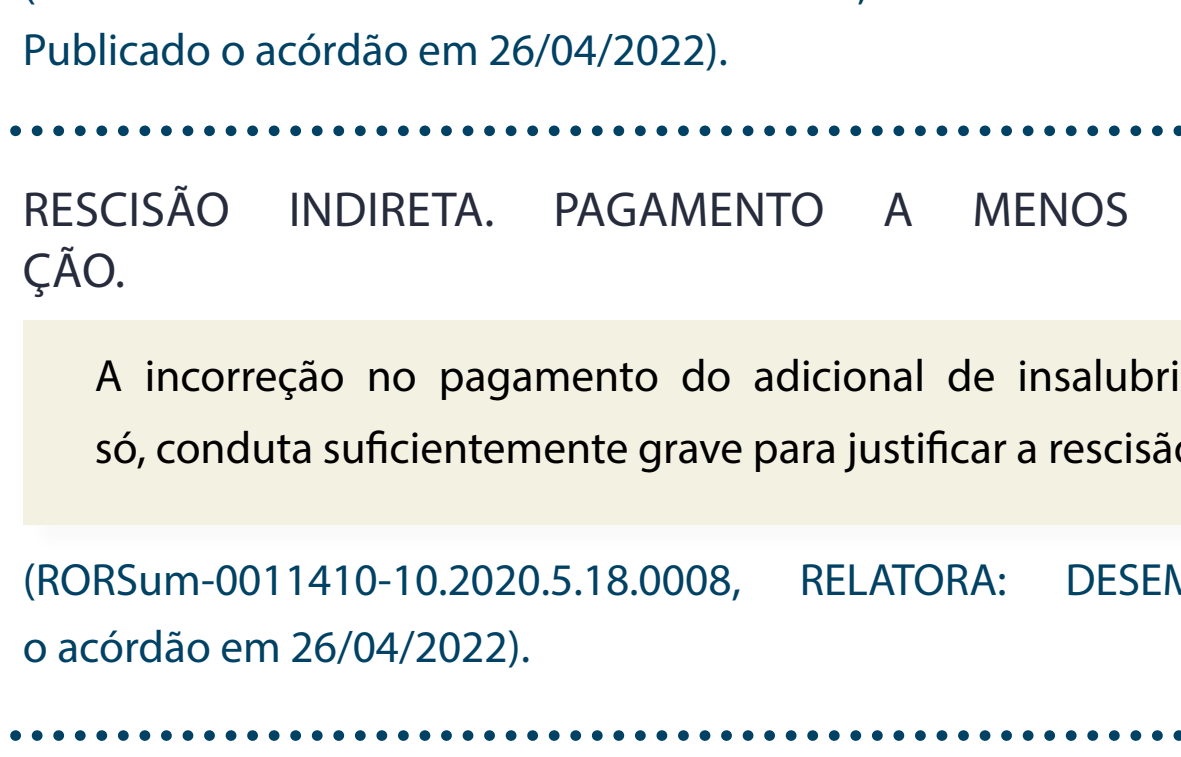 Publicado o acórdão em 26/04/2022).
RESCISÃO INDIRETA. PAGAMENTO A MENOS
ÇÃO.
A incorreção no pagamento do adicional de insalubri
só, conduta suficientemente grave para justificar a rescisão
(RORSum-0011410-10.2020.5.18.0008, RELATORA: DESEM
o acórdão em 26/04/2022).